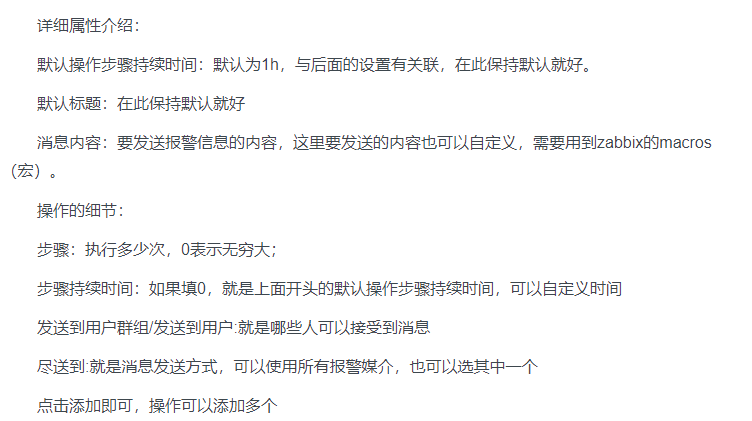 详细属性介绍：
默认操作步骤持续时间：默认为1h，与后面的设置有关联，在此保持默认就好。
默认标题：在此保持默认就好
消息内容：要发送报警信息的内容，这里要发送的内容也可以自定义，需要用到zabbix的macros
（宏）。
操作的细节：
步骤：执行多少次，0表示无穷大；
步骤持续时间：如果填0，就是上面开头的默认操作步骤持续时间，可以自定义时间
发送到用户群组/发送到用户:就是哪些人可以接受到消息
尽送到:就是消息发送方式，可以使用所有报警媒介，也可以选其中一个
点击添加即可，操作可以添加多个